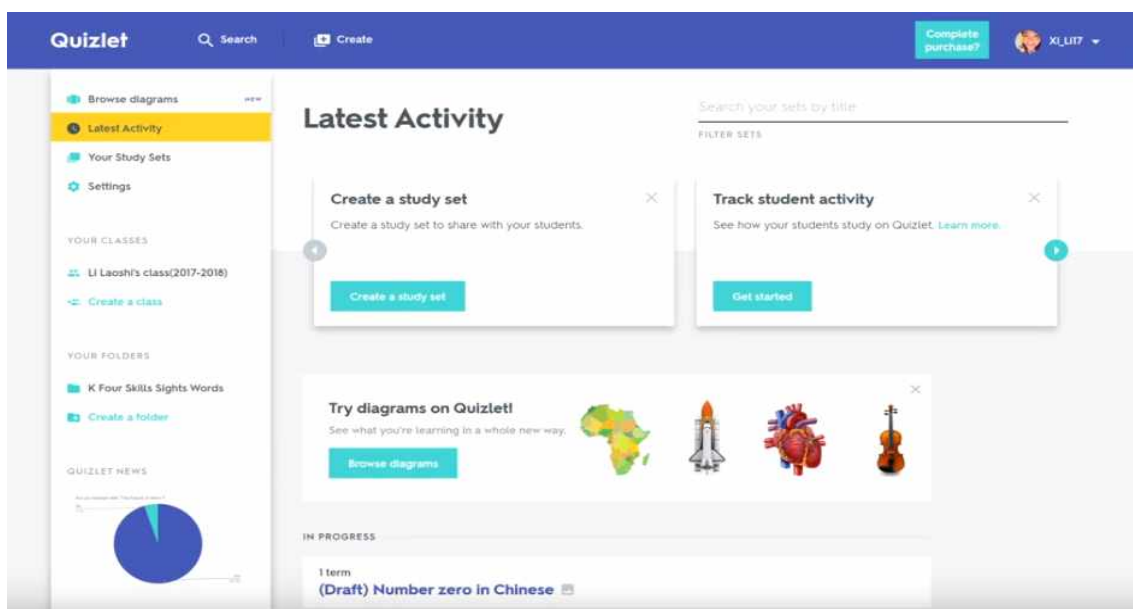 Quizlet
Search
Create
Complete
purchase?
Xi_Li17
Browse diagrams
NEW
Latest Activity
Your Study Sets
Settings
YOUR CLASSES
Li Laoshi's class(2017-2018)
Create a class
YOUR FOLDERS
K Four Skills Sights Words
Create a folder
QUIZLET NEWS
Latest Activity
Search your sets by title
FILTER SETS
Create a study set
Create a study set to share with your students.
Create a study set
Track student activity
See how your students study on Quizlet. Learn more.
Get started
Try diagrams on Quizlet!
See what you're learning in a whole new way.
Browse diagrams
IN PROGRESS
1 term
(Draft) Number zero in Chinese